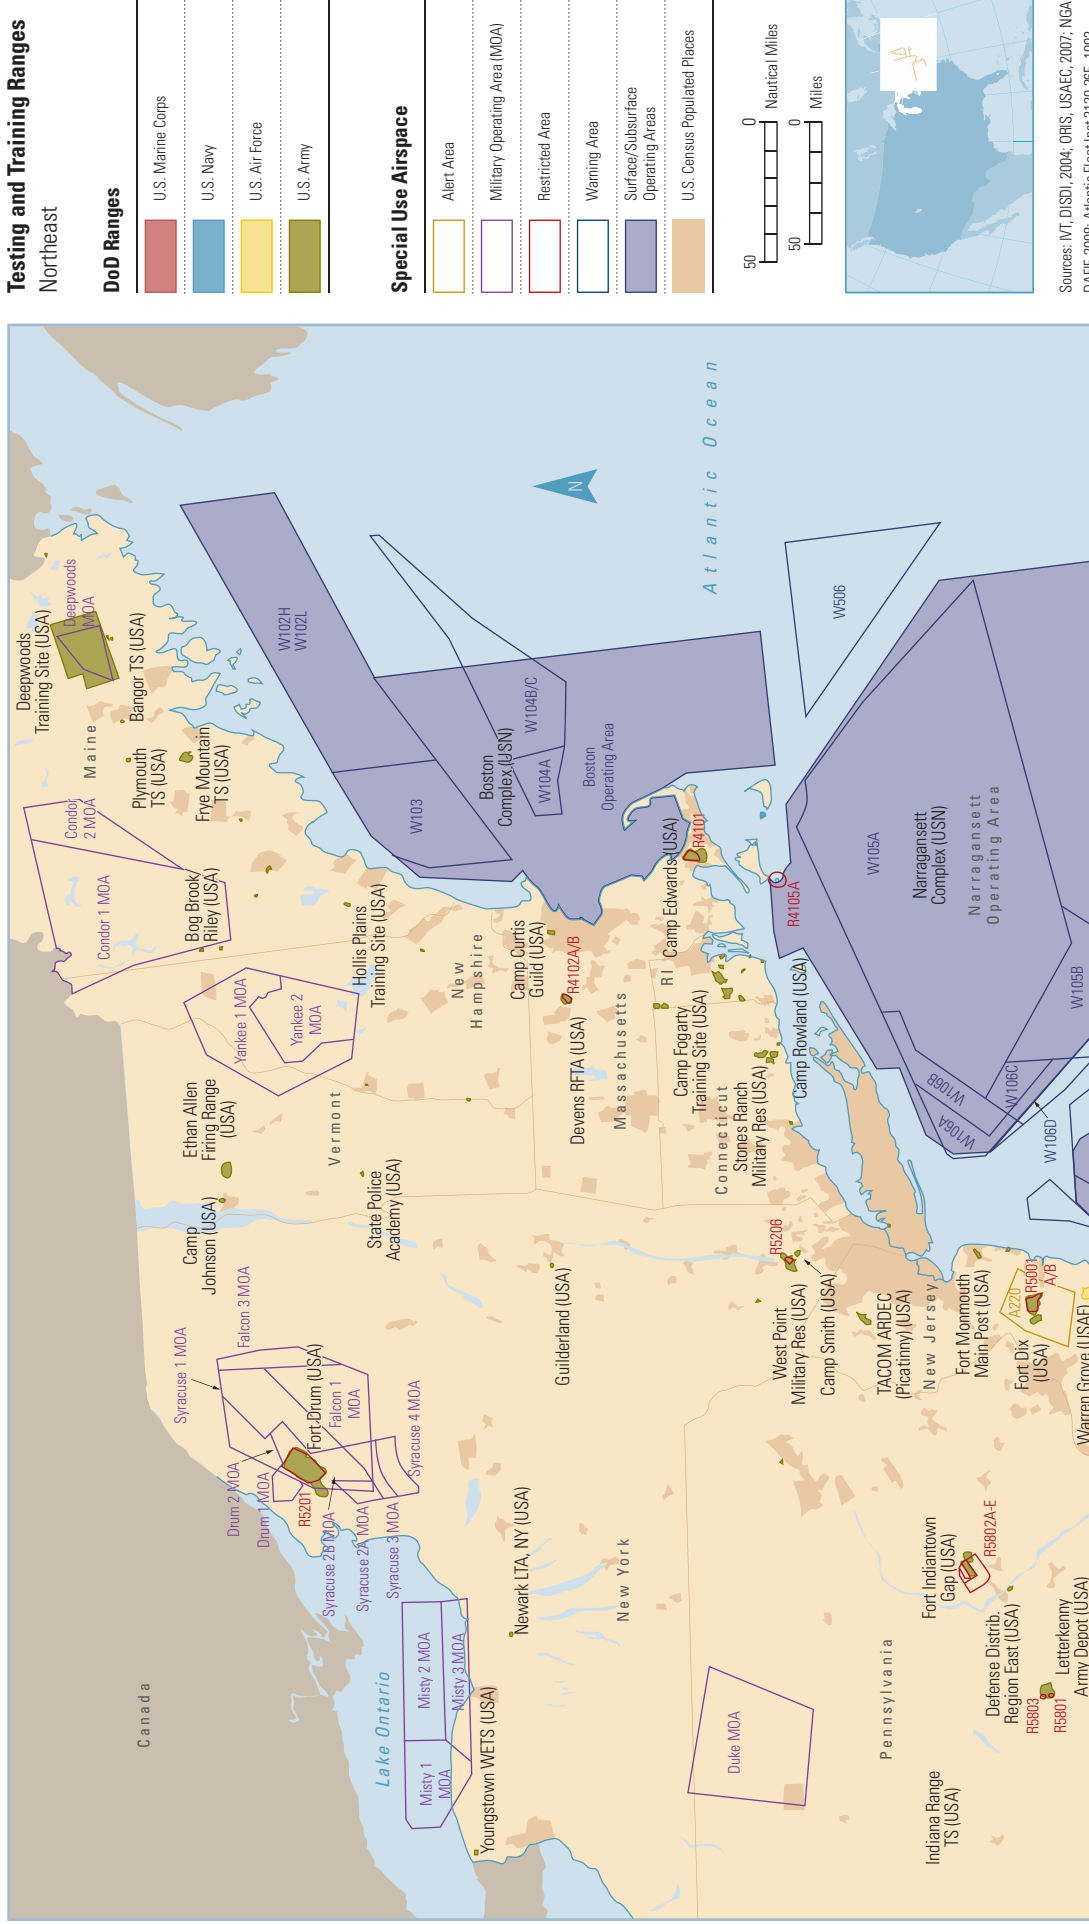 Testing and Training Ranges
Northeast
DoD Ranges
U.S. Marine Corps
U.S. Navy
U.S. Air Force
U.S. Army
Special Use Airspace
Alert Area
Military Operating Area (MOA)
Restricted Area
Warning Area
Surface/Subsurface
Operating Areas
U.S. Census Populated Places
50
0
Nautical Miles
50
0
Miles
Sources: IVT, DISDI, 2004; ORIS, USAEC, 2007; NGA
Deepwoods
Training Site (USA)
Deepwoods
MOA
Maine
Bangor TS (USA)
Plymouth
TS (USA)
Frye Mountain
TS (USA)
Condor
2 MOA
Condor 1 MOA
Bog Brook/
Riley (USA)
Yankee 1 MOA
Yankee 2
MOA
Hollis Plains
Training Site (USA)
New
Hampshire
Camp Curtis
Guild (USA)
R4102A/B
Ethan Allen
Firing Range
(USA)
Vermont
Camp
Johnson (USA)
State Police
Academy (USA)
Devens RFTA (USA)
Massachusetts
RI
Camp Edwards (USA)
R4101
Camp Fogarty
Training Site (USA)
Connecticut
Stones Ranch
Military Res (USA)
Camp Rowland (USA)
R4105A
W102H
W102L
W103
Boston
Complex (USN)
W104A
W104B/C
Boston
Operating Area
N
Atlantic Ocean
W506
W105A
Narragansett
Complex (USN)
Narragansett
Operating Area
W105B
W106B
W106A
W106C
W106D
Falcon 3 MOA
Syracuse 1 MOA
Fort Drum (USA)
Falcon 1
MOA
Syracuse 4 MOA
Drum 2 MOA
Drum 1 MOA
R5201
Syracuse 2B MOA
Syracuse 2A MOA
Syracuse 3 MOA
Canada
Lake Ontario
Misty 2 MOA
Misty 3 MOA
Misty 1
MOA
Youngstown WETS (USA)
Newark LTA, NY (USA)
New York
Guilderland (USA)
R5206
West Point
Military Res (USA)
Camp Smith (USA)
TACOM ARDEC
(Picatinny) (USA)
New Jersey
Fort Monmouth
Main Post (USA)
A220
R5001
A/B
Fort Dix
(USA)
Warren Grove (USAF)
Duke MOA
Pennsylvania
Fort Indiantown
Gap (USA)
R5802A-E
Defense Distrib.
Region East (USA)
R5803
R5801
Letterkenny
Army Depot (USA)
Indiana Range
TS (USA)